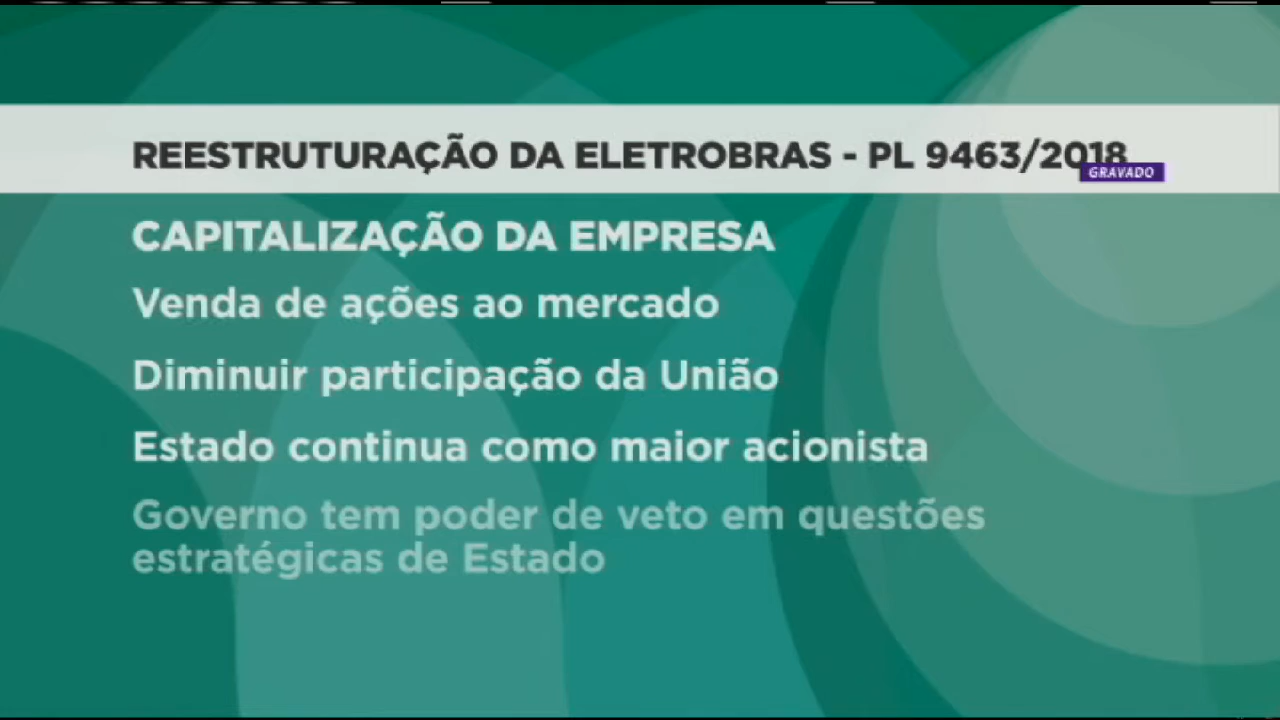 REESTRUTURAÇÃO DA ELETROBRAS - PL 9463/2018
GRAVADO
CAPITALIZAÇÃO DA EMPRESA
Venda de ações ao mercado
Diminuir participação da União
Estado continua como maior acionista
Governo tem poder de veto em questões
estratégicas de Estado